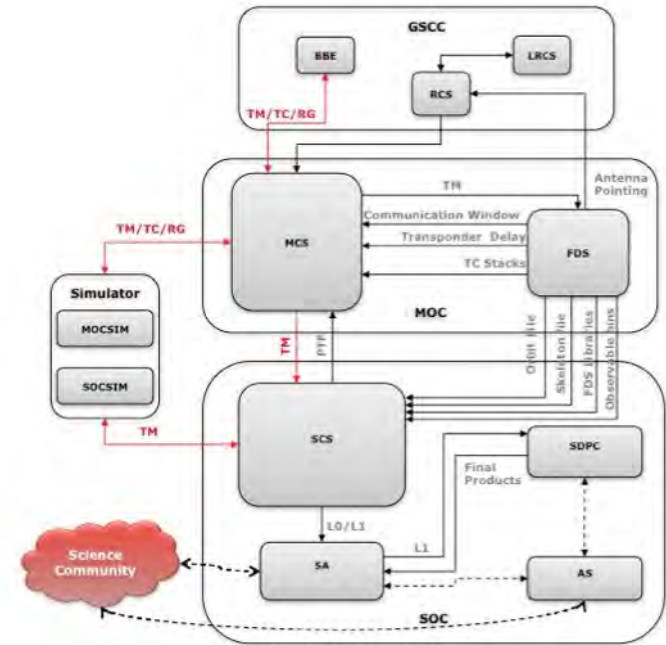 GSCC
BBE
LRCS
RCS
TM/TC/RG
Antenna
Pointing
TM
Communication Window
Transponder Delay
TC Stacks
MCS
FDS
MOC
TM/TC/RG
Simulator
MOCSIM
SOCSIM
TM
PTR
Orbit File
Skeleton file
FDS Libraries
Observable bins
TM
SCS
SDPC
Final
Products
L0/L1
L1
SA
AS
Science
Community
SOC